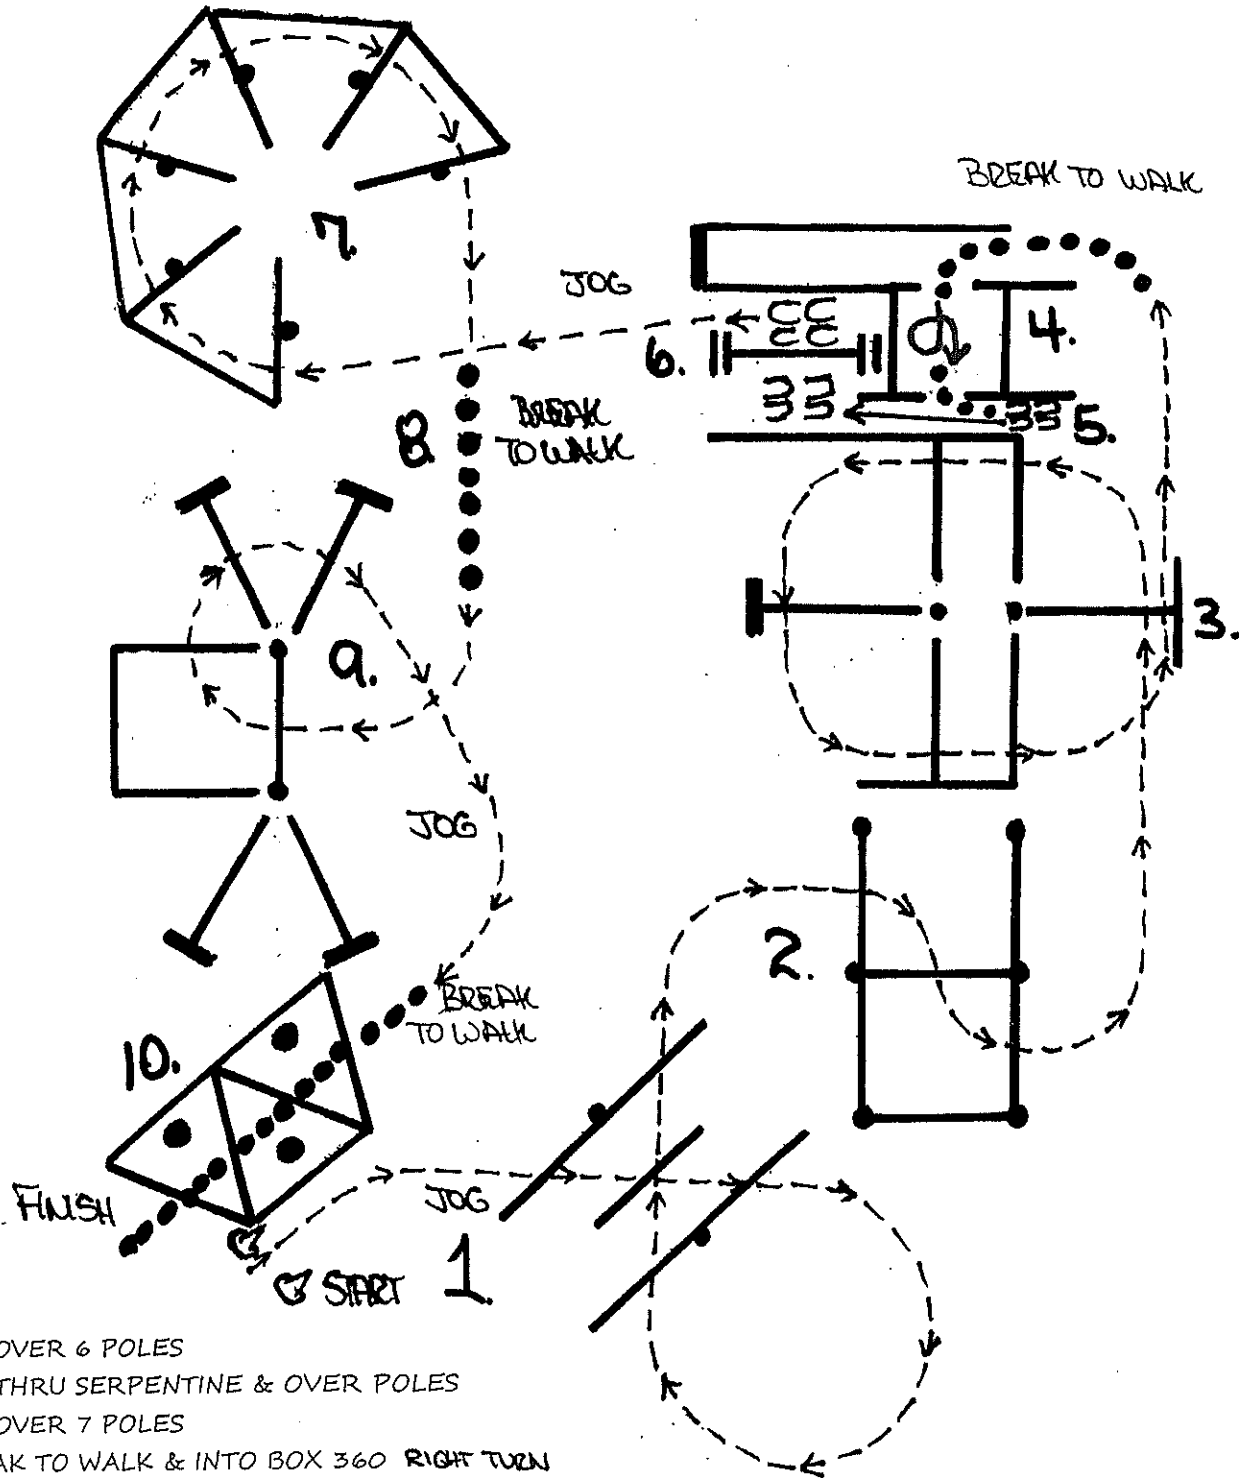 BREAK TO WALK
7.
JOG
4.
6.
5.
8.
BREAK
TO WALK
3.
9.
JOG
2.
BREAK
TO WALK
10.
JOG
FINISH
START
1.
OVER 6 POLES
THRU SERPENTINE & OVER POLES
OVER 7 POLES
TO WALK & INTO BOX 360 RIGHT TURN